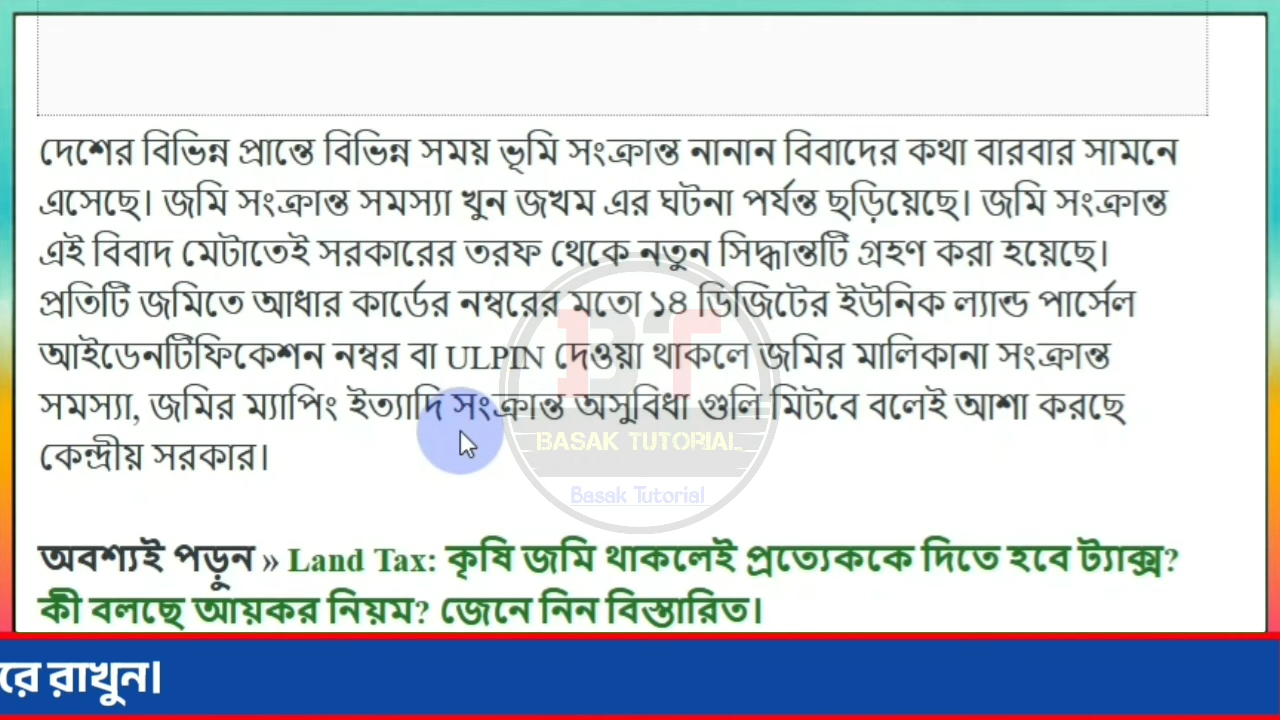 দেশের বিভিন্ন প্রান্তে বিভিন্ন সময় ভূমি সংক্রান্ত নানান বিবাদের কথা বারবার সামনে
এসেছে। জমি সংক্রান্ত সমস্যা খুন জখম এর ঘটনা পর্যন্ত ছড়িয়েছে। জমি সংক্রান্ত
এই বিবাদ মেটাতেই সরকারের তরফ থেকে নতুন সিদ্ধান্তটি গ্রহণ করা হয়েছে।
প্রতিটি জমিতে আধার কার্ডের নম্বরের মতো ১৪ ডিজিটের ইউনিক ল্যান্ড পার্সেল
আইডেনটিফিকেশন নম্বর বা ULPIN দেওয়া থাকলে জমির মালিকানা সংক্রান্ত
সমস্যা, জমির ম্যাপিং ইত্যাদি সংক্রান্ত অসুবিধা গুলি মিটবে বলেই আশা করছে
কেন্দ্রীয় সরকার।
BT
BASAK TUTORIAL
Basak Tutorial
অবশ্যই পড়ুন » Land Tax: কৃষি জমি থাকলেই প্রত্যেককে দিতে হবে ট্যাক্স?
কী বলছে আয়কর নিয়ম? জেনে নিন বিস্তারিত।
রে রাখুন।